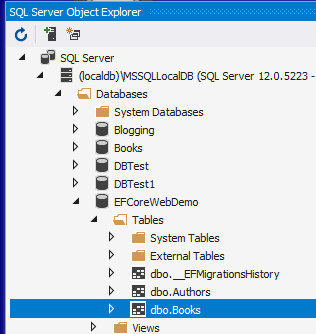 SQL Server Object Explorer
SQL Server
(localdb)\MSSQLLocalDB (SQL Server 12.0.5223 -
Databases
System Databases
Blogging
Books
DBTest
DBTest1
EFCoreWebDemo
Tables
System Tables
External Tables
dbo.__EFMigrationsHistory
dbo.Authors
dbo.Books
Views